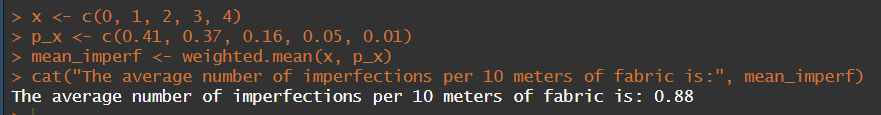 > x <- c(0, 1, 2, 3, 4)
> p_x <- c(0.41, 0.37, 0.16, 0.05, 0.01)
> mean_imperf <- weighted.mean(x, p_x)
> cat("The average number of imperfections per 10 meters of fabric is:", mean_imperf)
The average number of imperfections per 10 meters of fabric is: 0.88
>